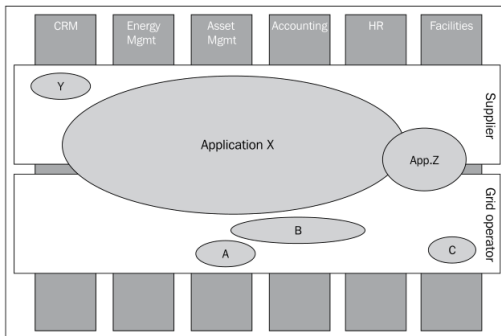 CRM
Energy
Mgmt
Asset
Mgmt
Accounting
HR
Facilities
Y
Application X
App.Z
Supplier
B
A
C
Grid operator